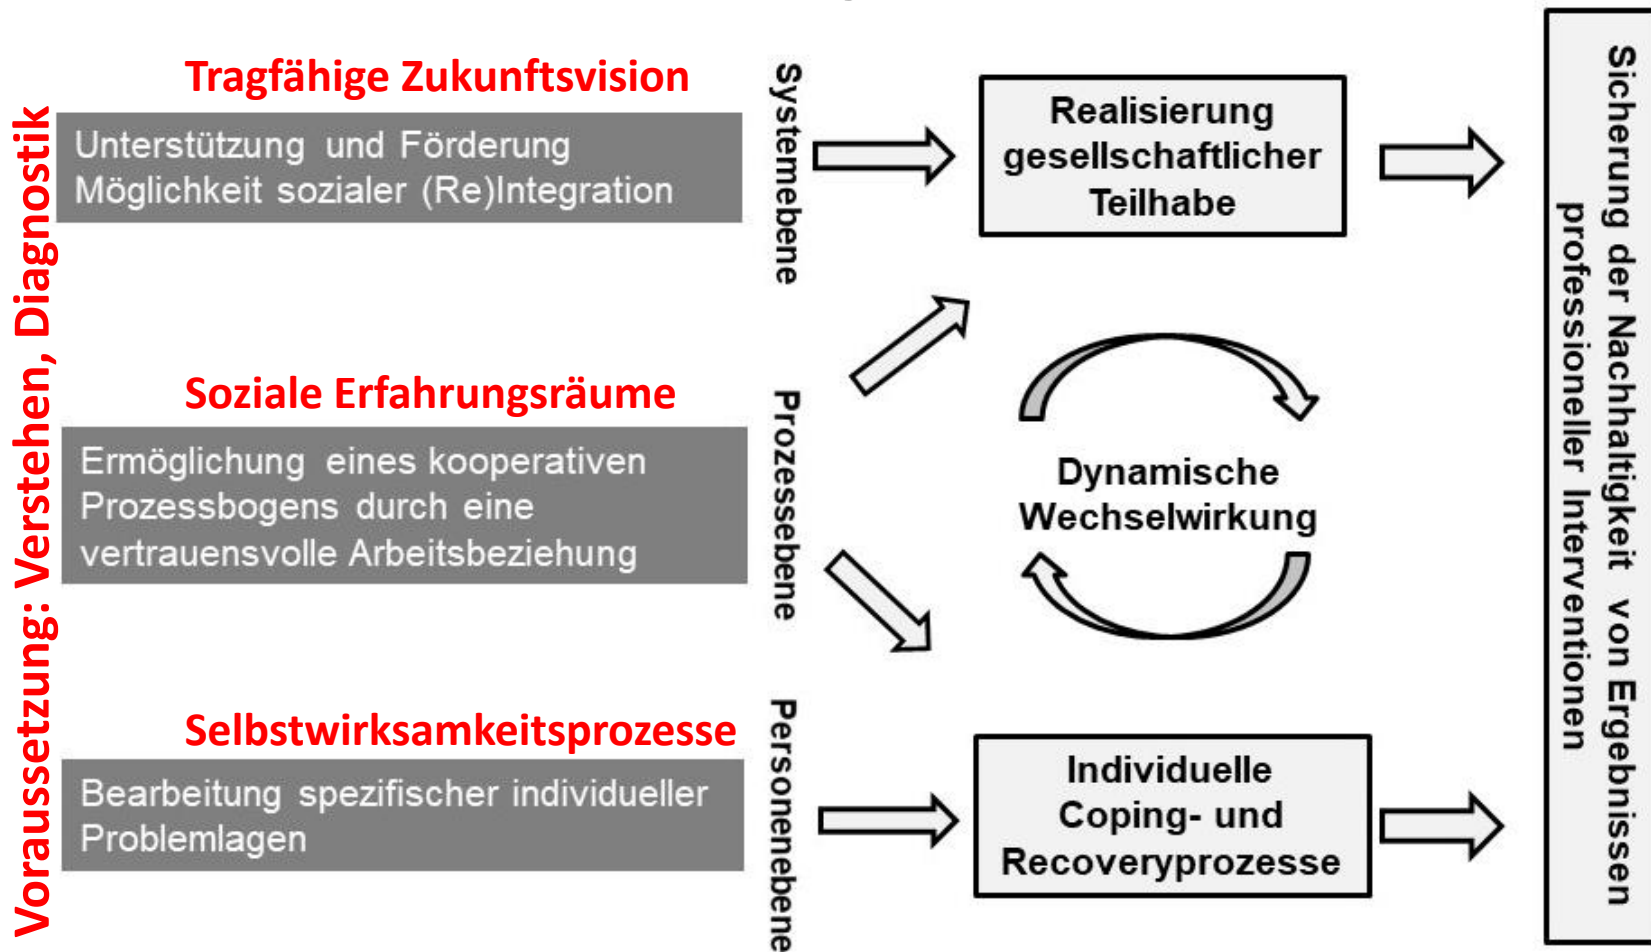 Voraussetzung: Verstehen, Diagnostik
Tragfähige Zukunftsvision
Unterstützung und Förderung
Möglichkeit sozialer (Re)Integration
Systemebene
Realisierung
gesellschaftlicher
Teilhabe
Soziale Erfahrungsräume
Ermöglichung eines kooperativen
Prozessbogens durch eine
vertrauensvolle Arbeitsbeziehung
Prozessebene
Dynamische
Wechselwirkung
Selbstwirksamkeitsprozesse
Bearbeitung spezifischer individueller
Problemlagen
Personenebene
Individuelle
Coping- und
Recoveryprozesse
Sicherung der Nachhaltigkeit von Ergebnissen
professioneller Interventionen